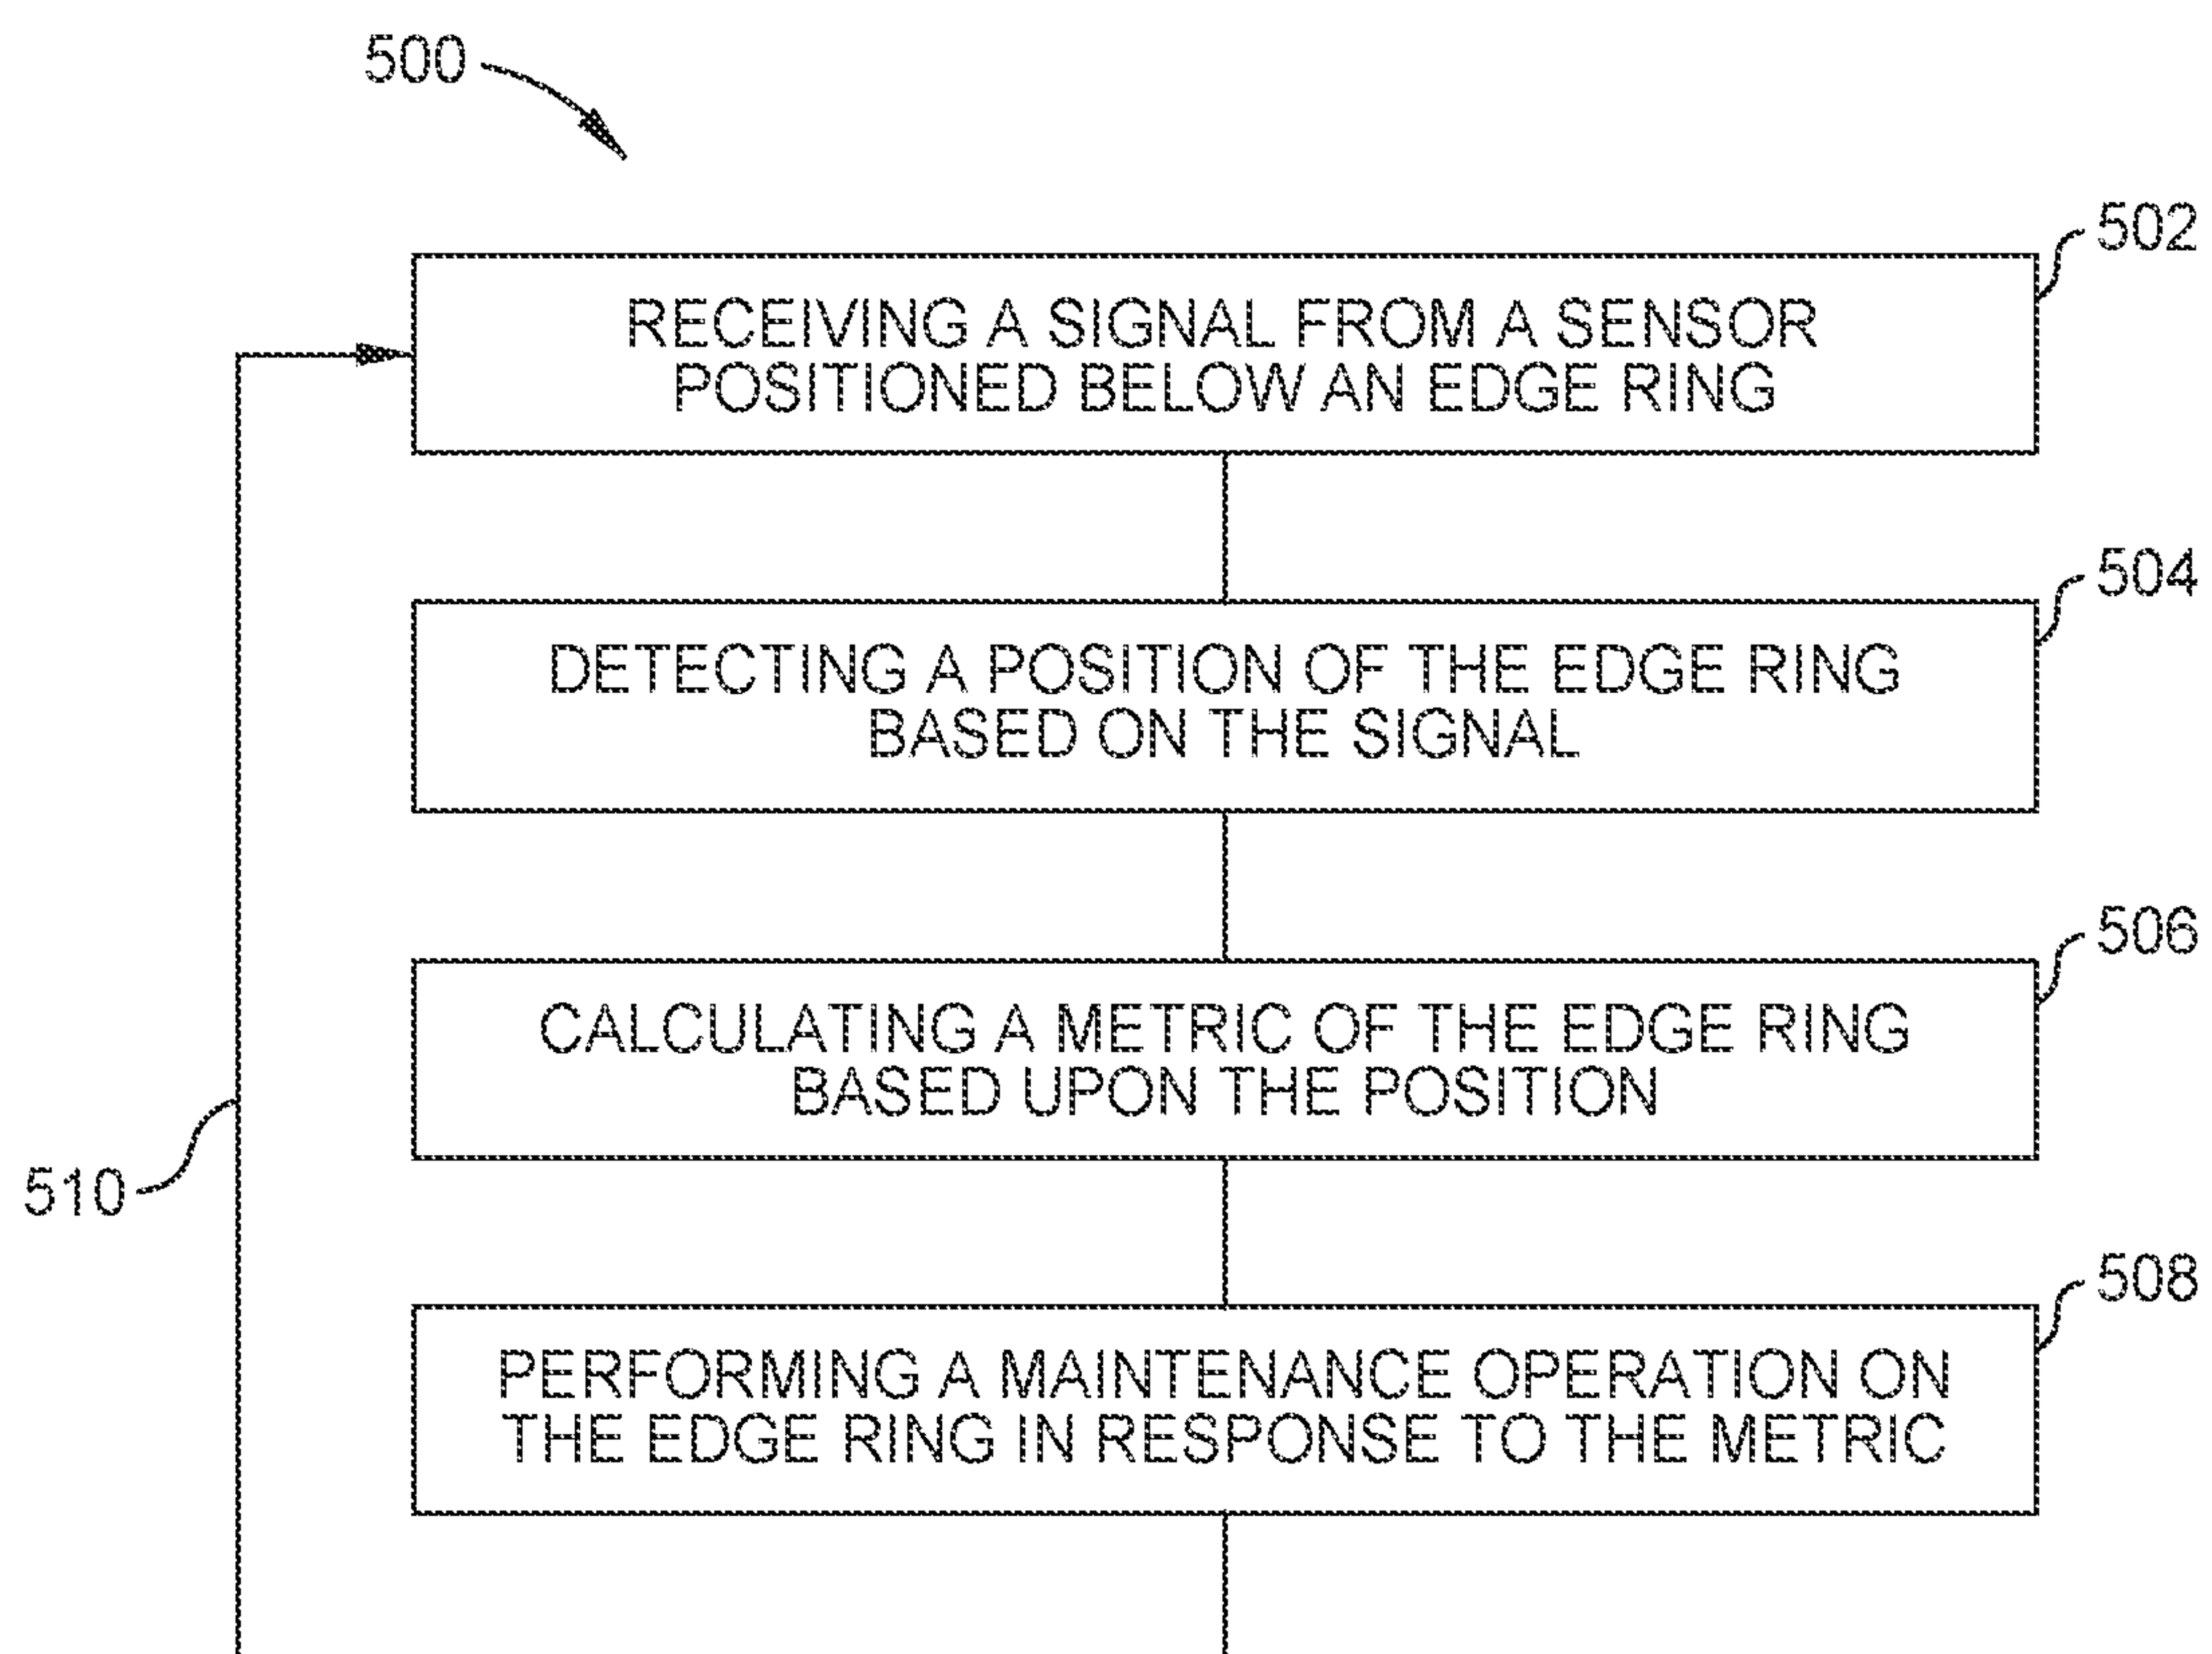 500
502
RECEIVING A SIGNAL FROM A SENSOR
POSITIONED BELOW AN EDGE RING
504
DETECTING A POSITION OF THE EDGE RING
BASED ON THE SIGNAL
506
CALCULATING A METRIC OF THE EDGE RING
BASED UPON THE POSITION
510
508
PERFORMING A MAINTENANCE OPERATION ON
THE EDGE RING IN RESPONSE TO THE METRIC